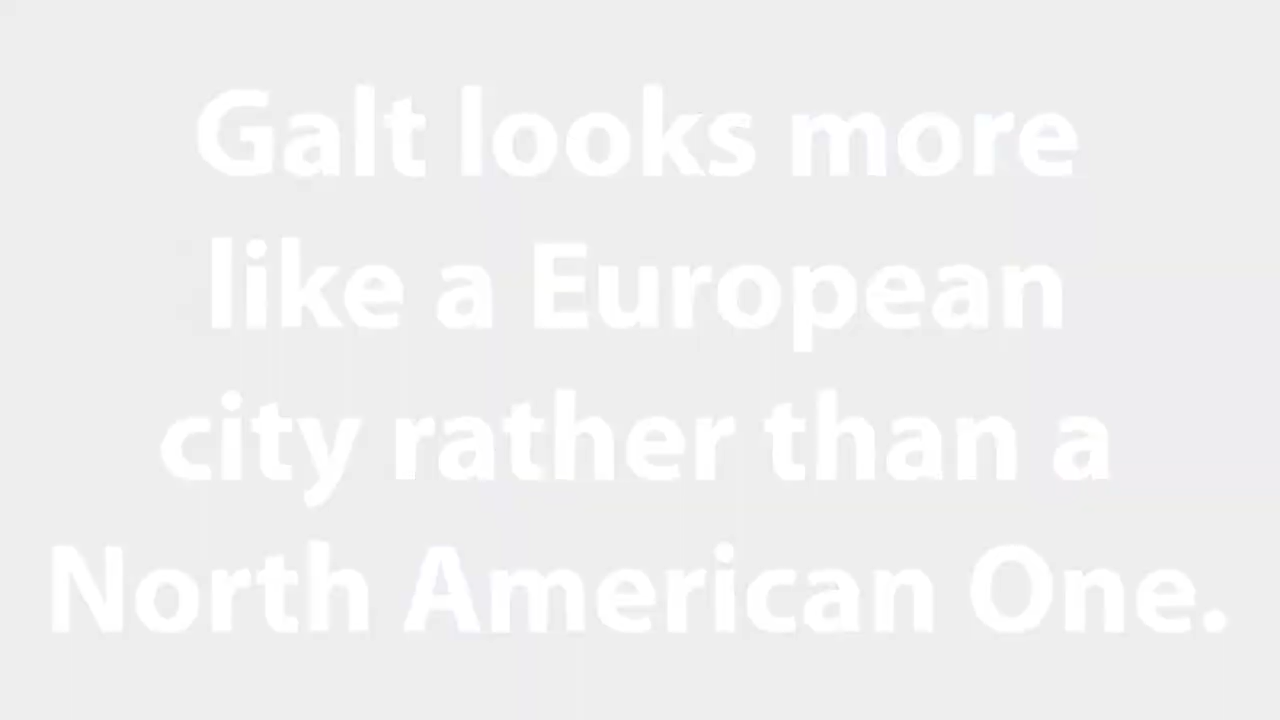 Galt looks more
like a European
city rather than a
North American One.